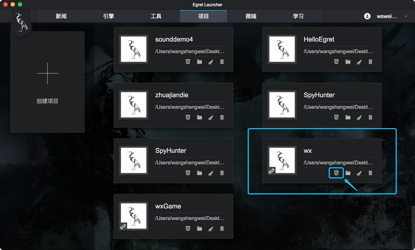 Egret Launcher
新闻
引擎
工具
项目
微端
学习
wswei...
创建项目
sounddemo4
/Users/wangshengwei/Deskt...
HelloEgret
/Users/wangshengwei/Deskt...
zhuajiandie
/Users/wangshengwei/Deskt...
SpyHunter
/Users/wangshengwei/Deskt...
SpyHunter
/Users/wangshengwei/Deskt...
wx
/Users/wangshengwei/Deskt...
wxGame
/Users/wangshengwei/Deskt...